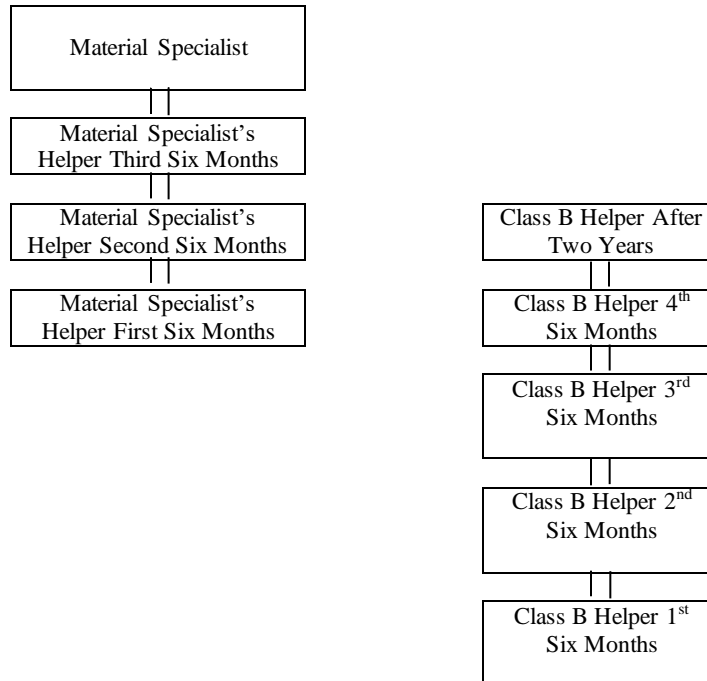 Material Specialist
Material Specialist's
Helper Third Six Months
Material Specialist's
Helper Second Six Months
Material Specialist's
Helper First Six Months
Class B Helper After
Two Years
Class B Helper 4th
Six Months
Class B Helper 3rd
Six Months
Class B Helper 2nd
Six Months
Class B Helper 1st
Six Months